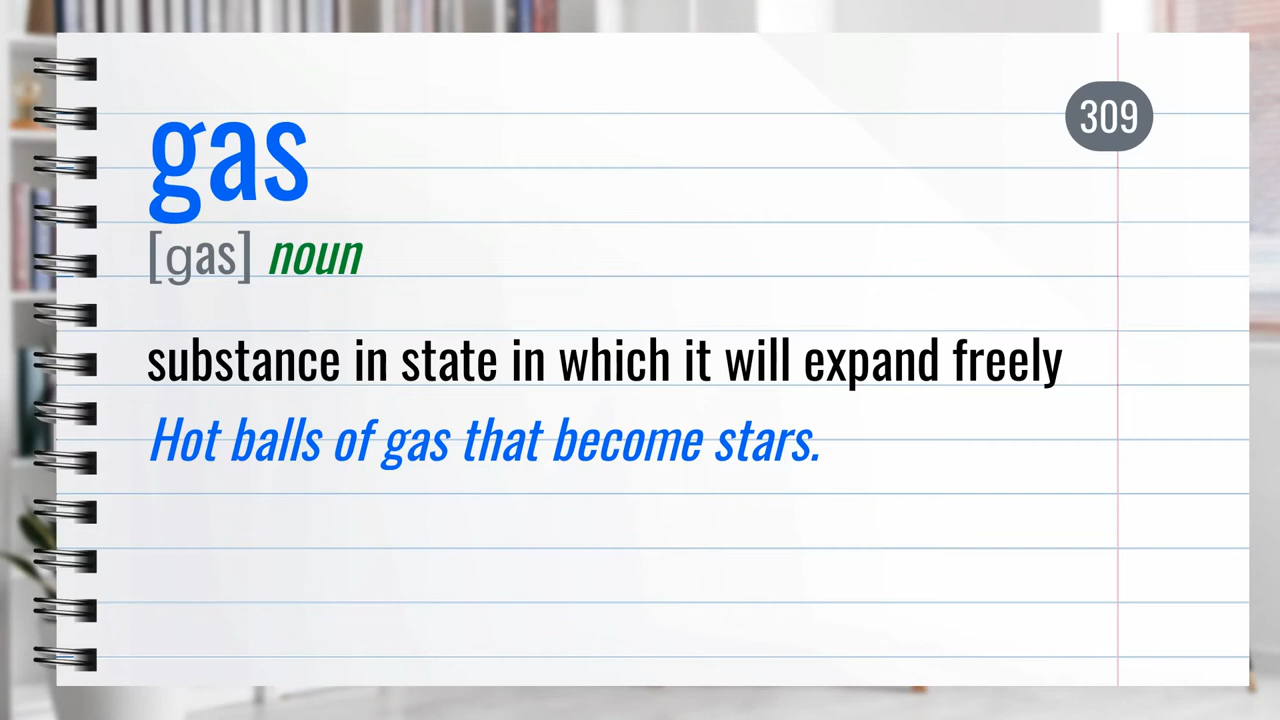 gas
309
[gas] noun
substance in state in which it will expand freely
Hot balls of gas that become stars.